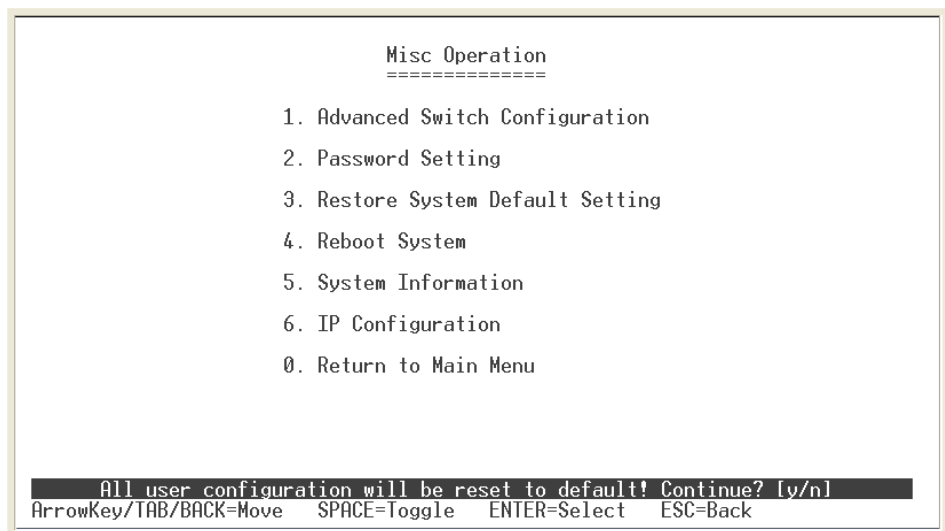 Misc Operation
==============
1. Advanced Switch Configuration
2. Password Setting
3. Restore System Default Setting
4. Reboot System
5. System Information
6. IP Configuration
0. Return to Main Menu
All user configuration will be reset to default! Continue? [y/n]
ArrowKey/TAB/BACK=Move SPACE=Toggle ENTER=Select ESC=Back